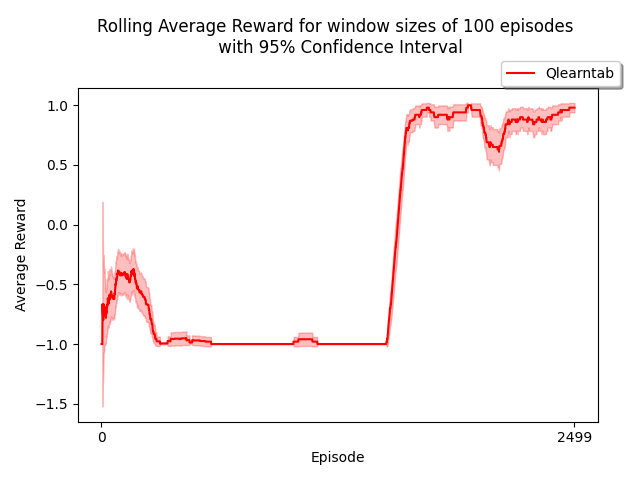 Rolling Average Reward for window sizes of 100 episodes
with 95% Confidence Interval
Qlearntab
1.0
0.5
0.0
−0.5
−1.0
−1.5
Average Reward
0
2499
Episode